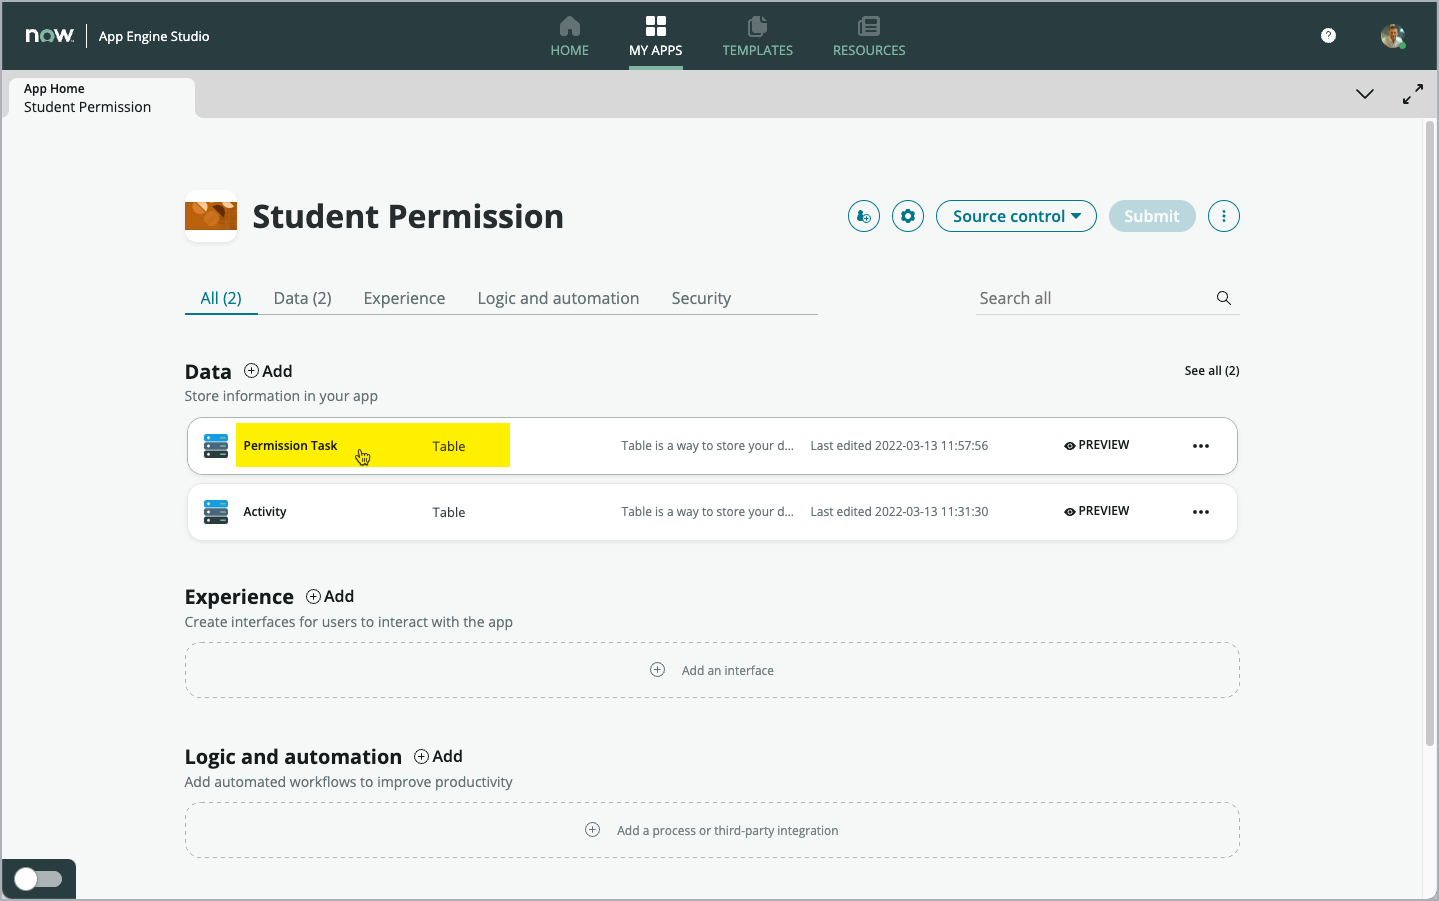 now. App Engine Studio
HOME
MY APPS
TEMPLATES
RESOURCES
?
App Home
Student Permission
Student Permission
Source control
Submit
All (2)
Data (2)
Experience
Logic and automation
Security
Search all
Data
Add
See all (2)
Store information in your app
Permission Task
Table
Table is a way to store your d...
Last edited 2022-03-13 11:57:56
PREVIEW
Activity
Table
Table is a way to store your d...
Last edited 2022-03-13 11:31:30
PREVIEW
Experience
Add
Create interfaces for users to interact with the app
Add an interface
Logic and automation
Add
Add automated workflows to improve productivity
Add a process or third-party integration